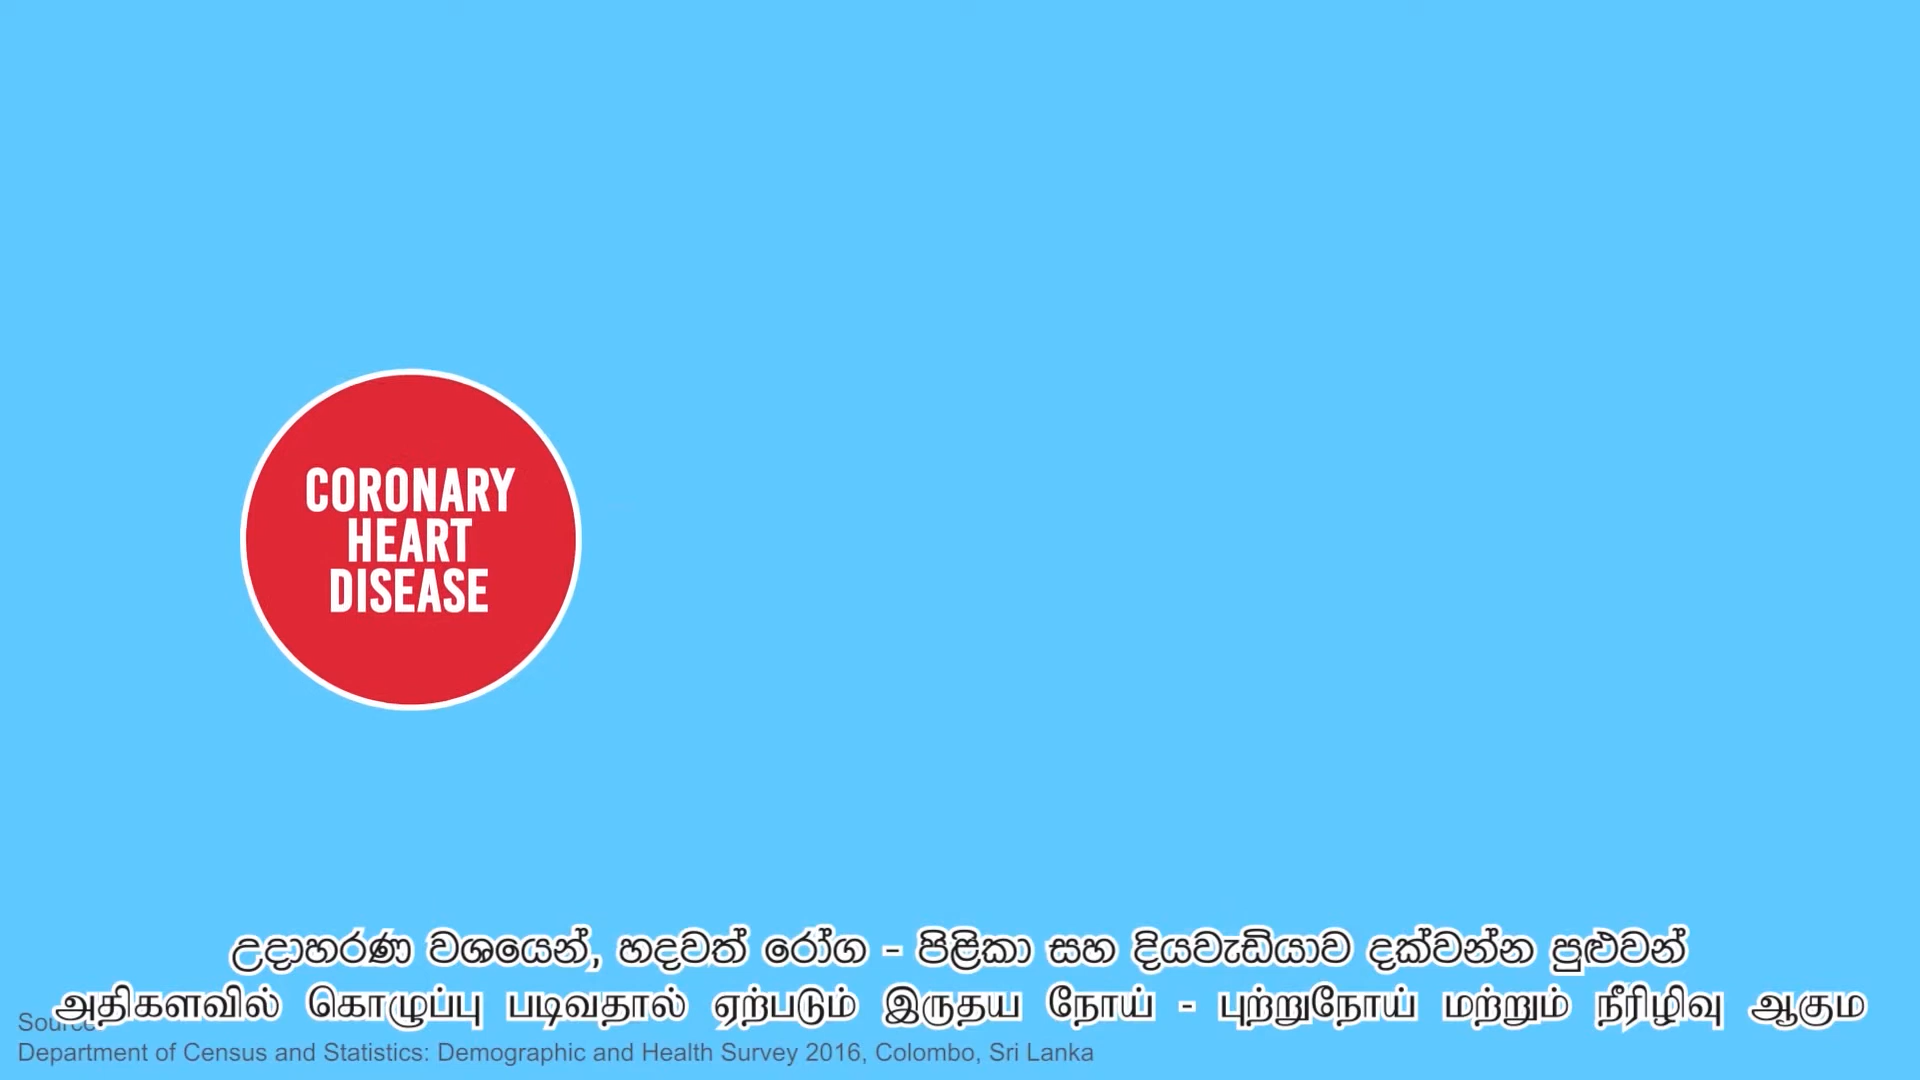 CORONARY
HEART
DISEASE
උදාහරණ වශයෙන්, හදවත් රෝග - පිළිකා සහ දියවැඩියාව දක්වන්න පුළුවන්
அதிகளவில் கொழுப்பு படிவதால் ஏற்படும் இருதய நோய் - புற்றுநோய் மற்றும் நீரிழிவு ஆகும
Source
Department of Census and Statistics: Demographic and Health Survey 2016, Colombo, Sri Lanka